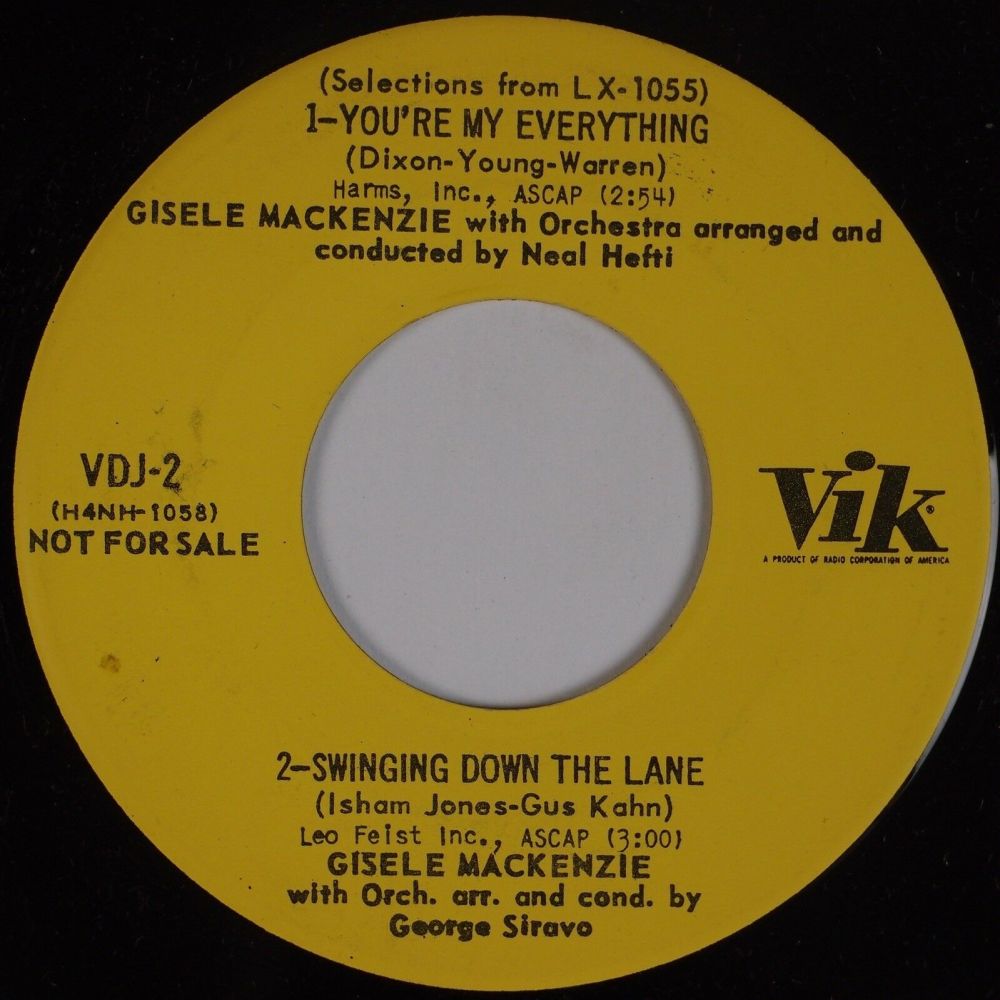 (Selections from LX-1055)
1-YOU'RE MY EVERYTHING
(Dixon-Young-Warren)
Harms, Inc., ASCAP (2:54)
GISELE MACKENZIE with Orchestra arranged and
conducted by Neal Hefti
VDJ-2
(H4NH-1058)
NOT FOR SALE
Vik®
A PRODUCT OF RADIO CORPORATION OF AMERICA
2-SWINGING DOWN THE LANE
(Isham Jones-Gus Kahn)
Leo Feist Inc., ASCAP (3:00)
GISELE MACKENZIE
with Orch. arr. and cond. by
George Siravo